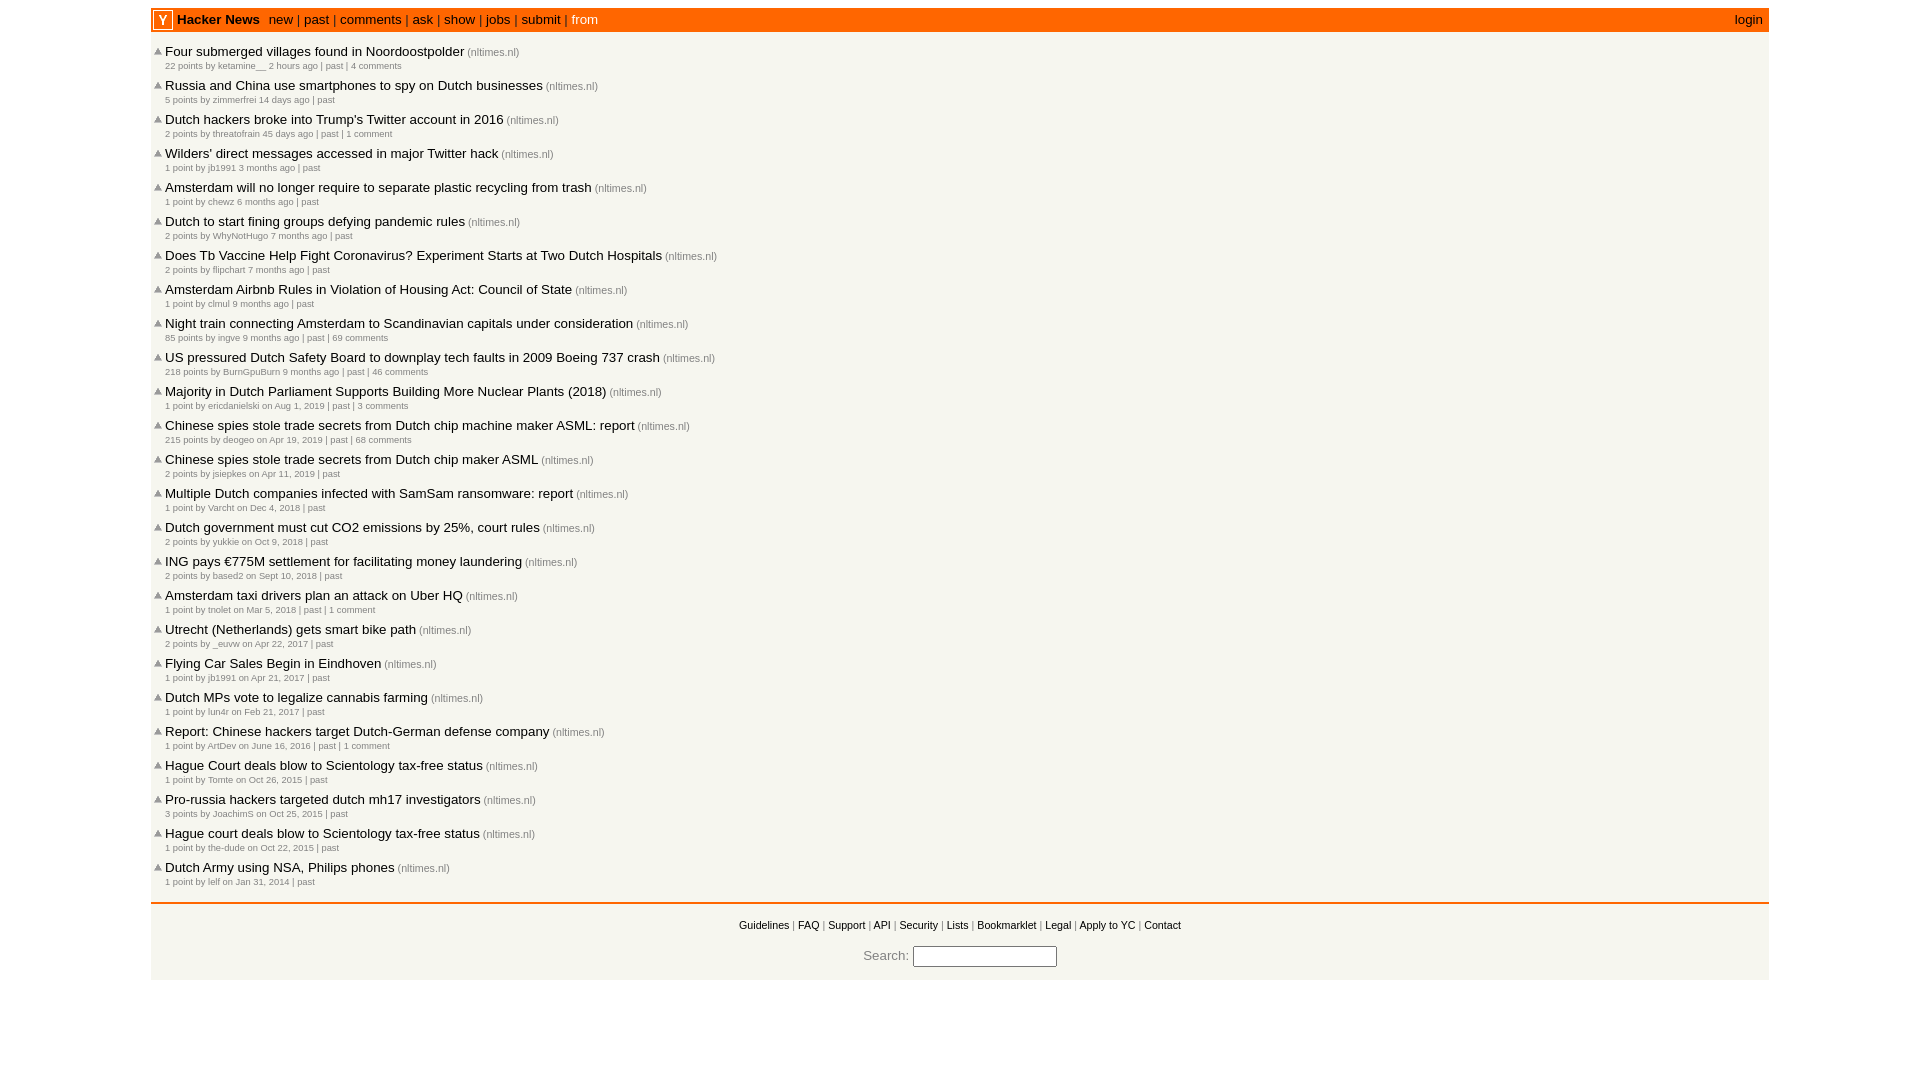 Y Hacker News new | past | comments | ask | show | jobs | submit | from login
Four submerged villages found in Noordoostpolder (nltimes.nl)
22 points by ketamine__ 2 hours ago | past | 4 comments
Russia and China use smartphones to spy on Dutch businesses (nltimes.nl)
5 points by zimmerfrei 14 days ago | past
Dutch hackers broke into Trump's Twitter account in 2016 (nltimes.nl)
2 points by threatofrain 45 days ago | past | 1 comment
Wilders' direct messages accessed in major Twitter hack (nltimes.nl)
1 point by jb1991 3 months ago | past
Amsterdam will no longer require to separate plastic recycling from trash (nltimes.nl)
1 point by chewz 6 months ago | past
Dutch to start fining groups defying pandemic rules (nltimes.nl)
2 points by WhyNotHugo 7 months ago | past
Does Tb Vaccine Help Fight Coronavirus? Experiment Starts at Two Dutch Hospitals (nltimes.nl)
2 points by flipchart 7 months ago | past
Amsterdam Airbnb Rules in Violation of Housing Act: Council of State (nltimes.nl)
1 point by clmul 9 months ago | past
Night train connecting Amsterdam to Scandinavian capitals under consideration (nltimes.nl)
85 points by ingve 9 months ago | past | 69 comments
US pressured Dutch Safety Board to downplay tech faults in 2009 Boeing 737 crash (nltimes.nl)
218 points by BurnGpuBurn 9 months ago | past | 46 comments
Majority in Dutch Parliament Supports Building More Nuclear Plants (2018) (nltimes.nl)
1 point by ericdanielski on Aug 1, 2019 | past | 3 comments
Chinese spies stole trade secrets from Dutch chip machine maker ASML: report (nltimes.nl)
215 points by deogeo on Apr 19, 2019 | past | 68 comments
Chinese spies stole trade secrets from Dutch chip maker ASML (nltimes.nl)
2 points by jsiepkes on Apr 11, 2019 | past
Multiple Dutch companies infected with SamSam ransomware: report (nltimes.nl)
1 point by Varcht on Dec 4, 2018 | past
Dutch government must cut CO2 emissions by 25%, court rules (nltimes.nl)
2 points by yukkie on Oct 9, 2018 | past
ING pays €775M settlement for facilitating money laundering (nltimes.nl)
2 points by based2 on Sept 10, 2018 | past
Amsterdam taxi drivers plan an attack on Uber HQ (nltimes.nl)
1 point by tnolet on Mar 5, 2018 | past | 1 comment
Utrecht (Netherlands) gets smart bike path (nltimes.nl)
2 points by _euvw on Apr 22, 2017 | past
Flying Car Sales Begin in Eindhoven (nltimes.nl)
1 point by jb1991 on Apr 21, 2017 | past
Dutch MPs vote to legalize cannabis farming (nltimes.nl)
1 point by lun4r on Feb 21, 2017 | past
Report: Chinese hackers target Dutch-German defense company (nltimes.nl)
1 point by ArtDev on June 16, 2016 | past | 1 comment
Hague Court deals blow to Scientology tax-free status (nltimes.nl)
1 point by Tomte on Oct 26, 2015 | past
Pro-russia hackers targeted dutch mh17 investigators (nltimes.nl)
3 points by JoachimS on Oct 25, 2015 | past
Hague court deals blow to Scientology tax-free status (nltimes.nl)
1 point by the-dude on Oct 22, 2015 | past
Dutch Army using NSA, Philips phones (nltimes.nl)
1 point by lelf on Jan 31, 2014 | past
Guidelines | FAQ | Support | API | Security | Lists | Bookmarklet | Legal | Apply to YC | Contact
Search: